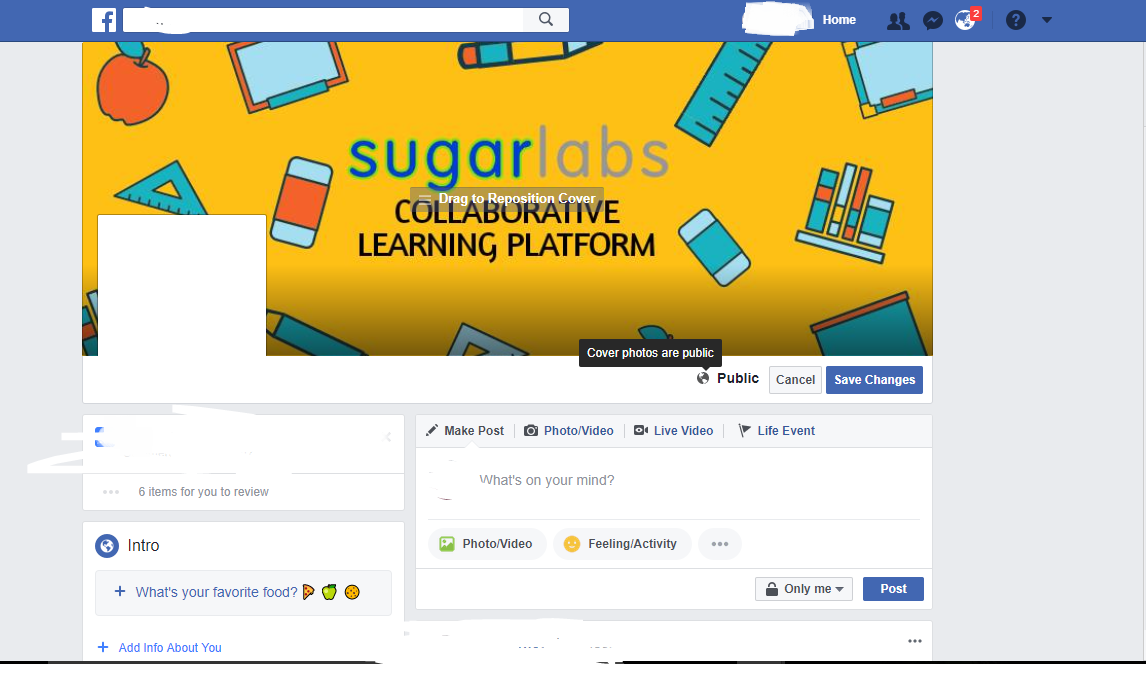 Home
2
?
sugarlabs
Drag to Reposition Cover
COLLABORATIVE
LEARNING PLATFORM
Cover photos are public
Public
Cancel
Save Changes
Make Post
Photo/Video
Live Video
Life Event
What's on your mind?
6 items for you to review
Photo/Video
Feeling/Activity
Intro
What's your favorite food?
Only me
Post
Add Info About You